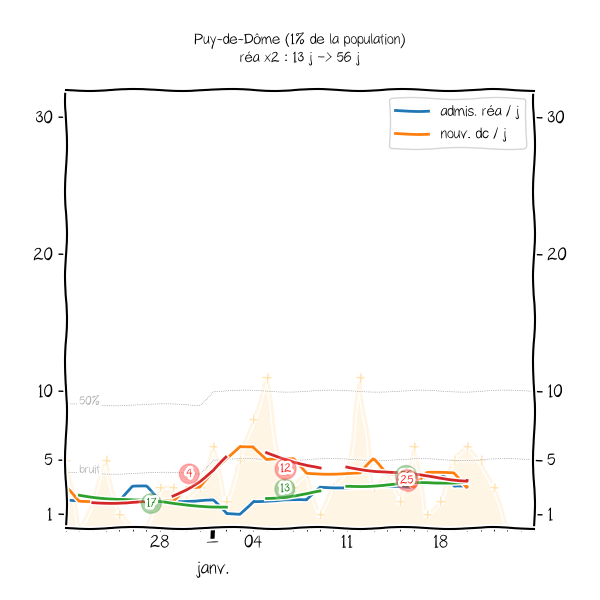 Puy-de-Dôme (1% de la population)
réa x2 : 13 j -> 56 j
admis. réa / j
nouv. dc / j
30 30
20 20
10 10
50%
5 5
bruit
4 12 25
17 13
1 1
28 1 04 11 18
janv.